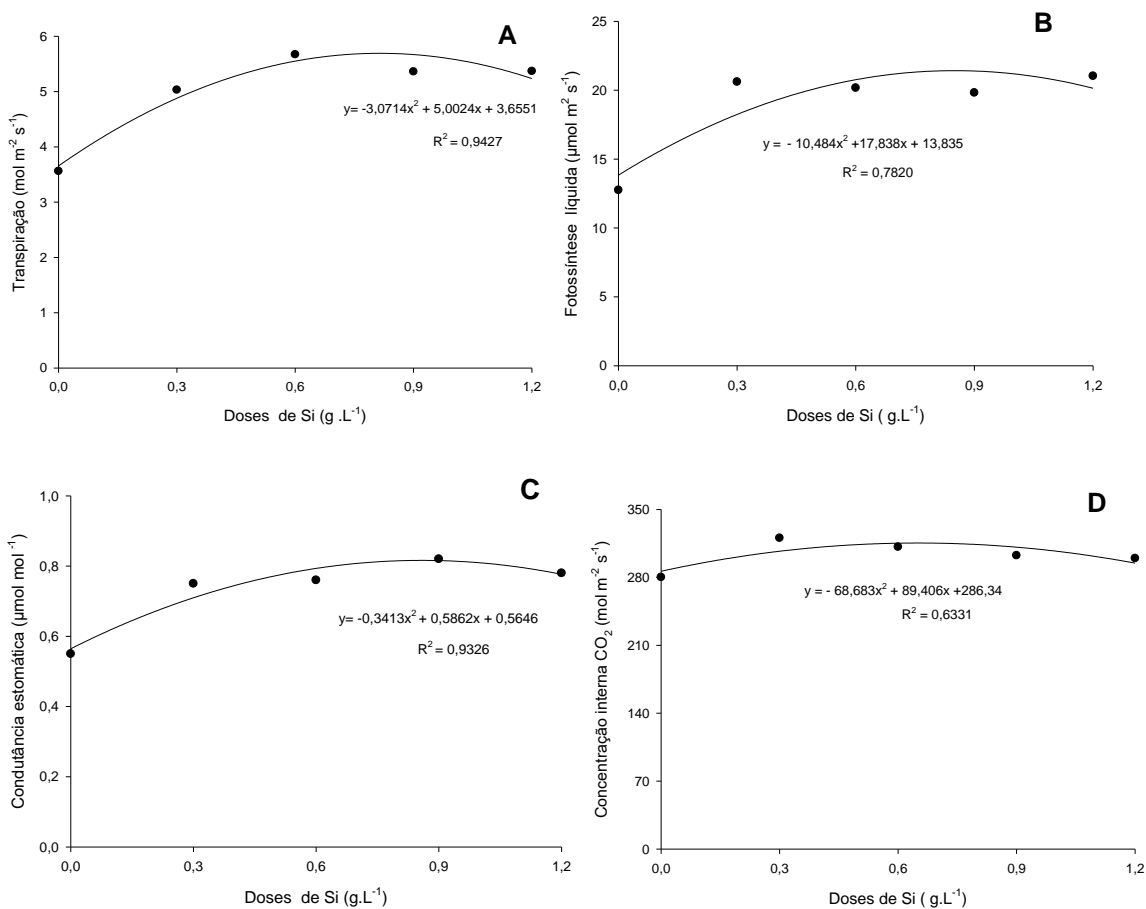 A
Transpiração (mol m-2 s-1)
6
5
4
3
2
1
0
y= -3,0714x2 + 5,0024x + 3,6551
R2 = 0,9427
0,0 0,3 0,6 0,9 1,2
Doses de Si (g .L-1)
B
Fotossíntese líquida (µmol m2 s-1)
25
20
15
10
5
0
y = - 10,484x2 +17,838x + 13,835
R2 = 0,7820
0,0 0,3 0,6 0,9 1,2
Doses de Si ( g.L-1)
C
Condutância estomática (µmol mol -1)
1,0
0,8
0,6
0,4
0,2
0,0
y= -0,3413x2 + 0,5862x + 0,5646
R2 = 0,9326
0,0 0,3 0,6 0,9 1,2
Doses de Si (g.L-1)
D
Concentração interna CO2 (mol m-2 s-1)
350
280
210
140
70
0
y = - 68,683x2 + 89,406x +286,34
R2 = 0,6331
0,0 0,3 0,6 0,9 1,2
Doses de Si (g.L-1)